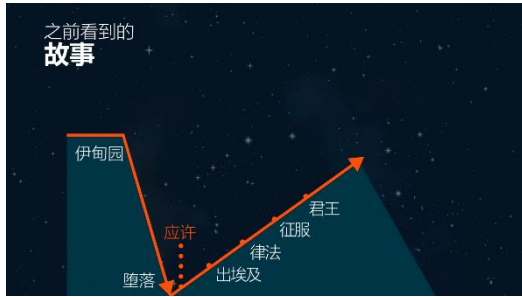 之前看到的
故事
伊甸园
应许
堕落
出埃及
律法
征服
君王